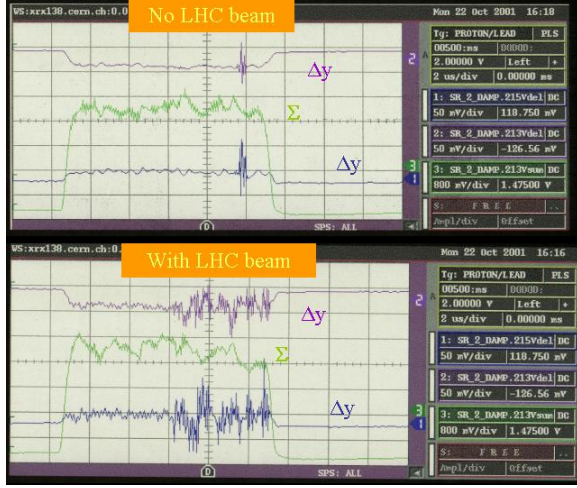 WS:xrx138.cern.ch:0.0
No LHC beam
Mon 22 Oct 2001 16:18
Δy
Σ
Δy
2
A
3
1
Tg: PROTON/LEAD PLS
00500:ms
2.00000 V Left +
2 us/div 0.00000 ms
1: SR_2_DAMP.215Vdel DC
50 mV/div 118.750 mV
2: SR_2_DAMP.213Vdel DC
50 mV/div -126.56 mV
3: SR_2_DAMP.213Vsum DC
800 mV/div 1.47500 V
S: F R E E ..
Ampl/div Offset
D
SPS: ALL
WS:xrx138.cern.ch:0.
With LHC beam
Mon 22 Oct 2001 16:16
Δy
Σ
Δy
2
A
3
1
Tg: PROTON/LEAD PLS
00500:ms
2.00000 V Left +
2 us/div 0.00000 ms
1: SR_2_DAMP.215Vdel DC
50 mV/div 118.750 mV
2: SR_2_DAMP.213Vdel DC
50 mV/div -126.56 mV
3: SR_2_DAMP.213Vsum DC
800 mV/div 1.47500 V
S: F R E E ..
Ampl/div Offset
D
SPS: ALL